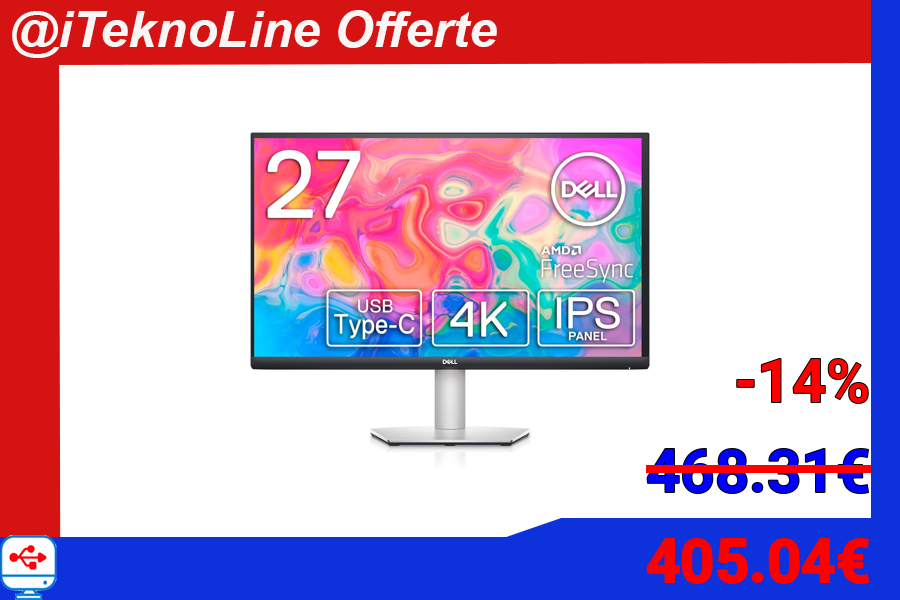 @iTeknoLine Offerte
27
DELL
AMD
FreeSync
USB
Type-C
4K
IPS
PANEL
DELL
-14%
468.31€
405.04€